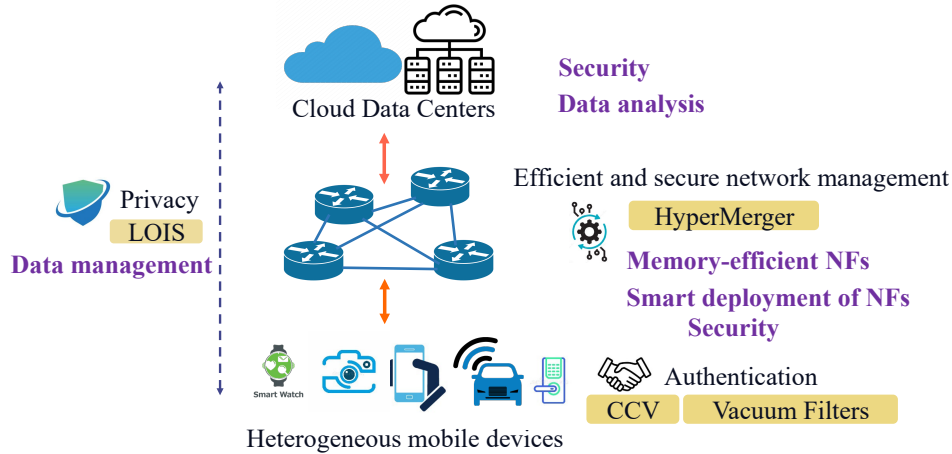 Cloud Data Centers
Security
Data analysis
Privacy
LOIS
Data management
Efficient and secure network management
HyperMerger
Memory-efficient NFs
Smart deployment of NFs
Security
Smart Watch
Authentication
CCV
Vacuum Filters
Heterogeneous mobile devices